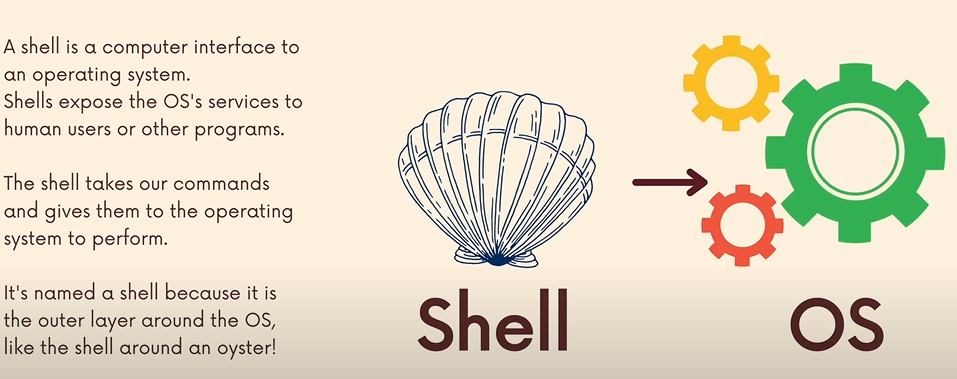 A shell is a computer interface to
an operating system.
Shells expose the OS's services to
human users or other programs.
The shell takes our commands
and gives them to the operating
system to perform.
It's named a shell because it is
the outer layer around the OS,
like the shell around an oyster!
Shell
OS